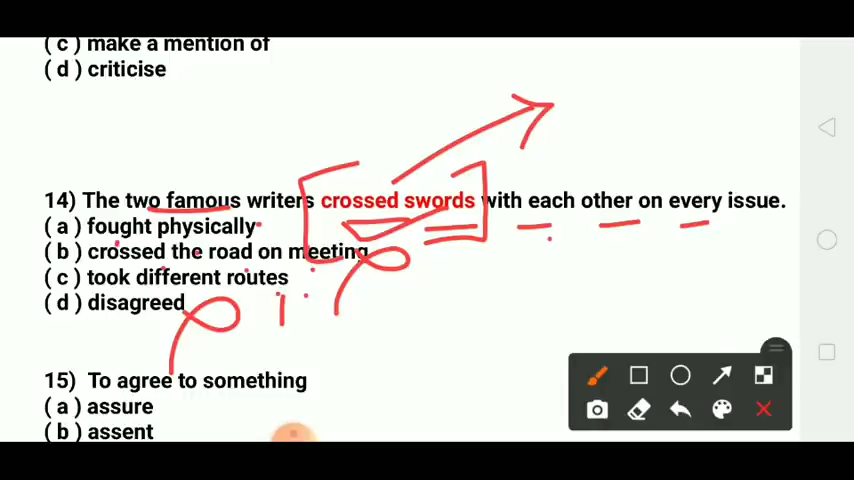 ( c ) make a mention of
( d ) criticise
14) The two famous writers crossed swords with each other on every issue.
( a ) fought physically
( b ) crossed the road on meeting
( c ) took different routes
( d ) disagreed
15) To agree to something
( a ) assure
( b ) assent